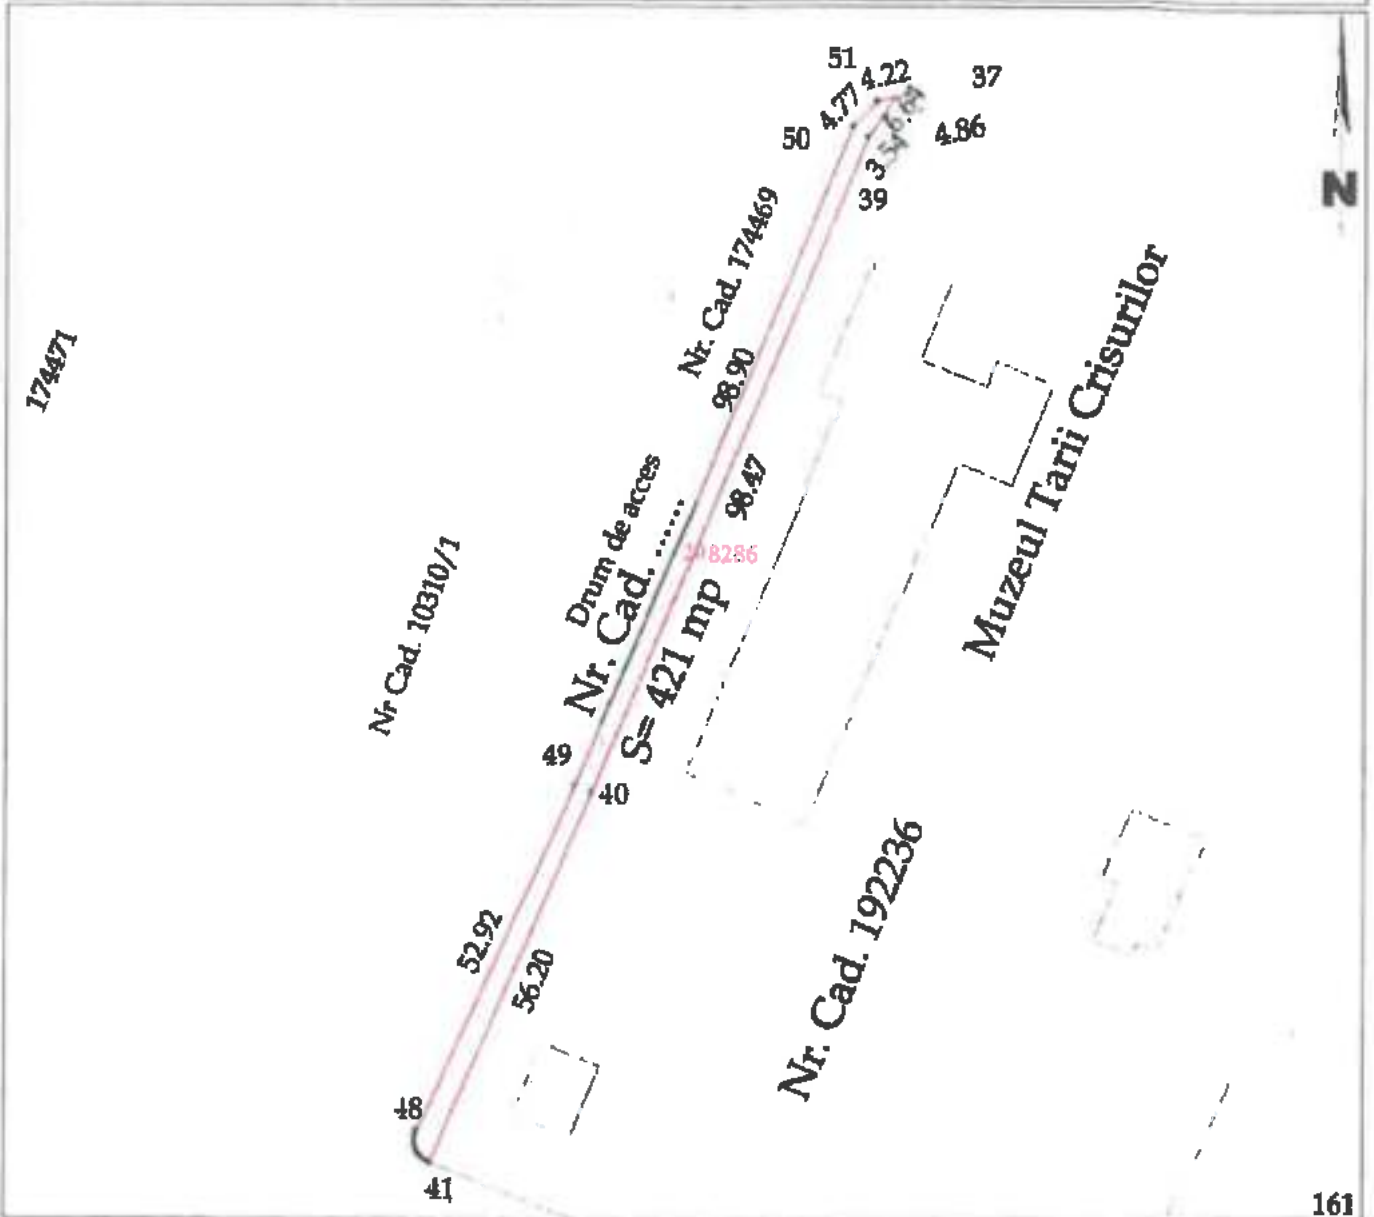 51
4.22
37
4.77
50
4.86
3
39
N
Nr. Cad. 174469
174471
98.90
98.47
Muzeul Tarii Crisurilor
Drum de acces
Nr. Cad. ......
8286
S= 421 mp
Nr Cad. 10310/1
49
40
Nr. Cad. 192236
52.92
56.20
48
41
161